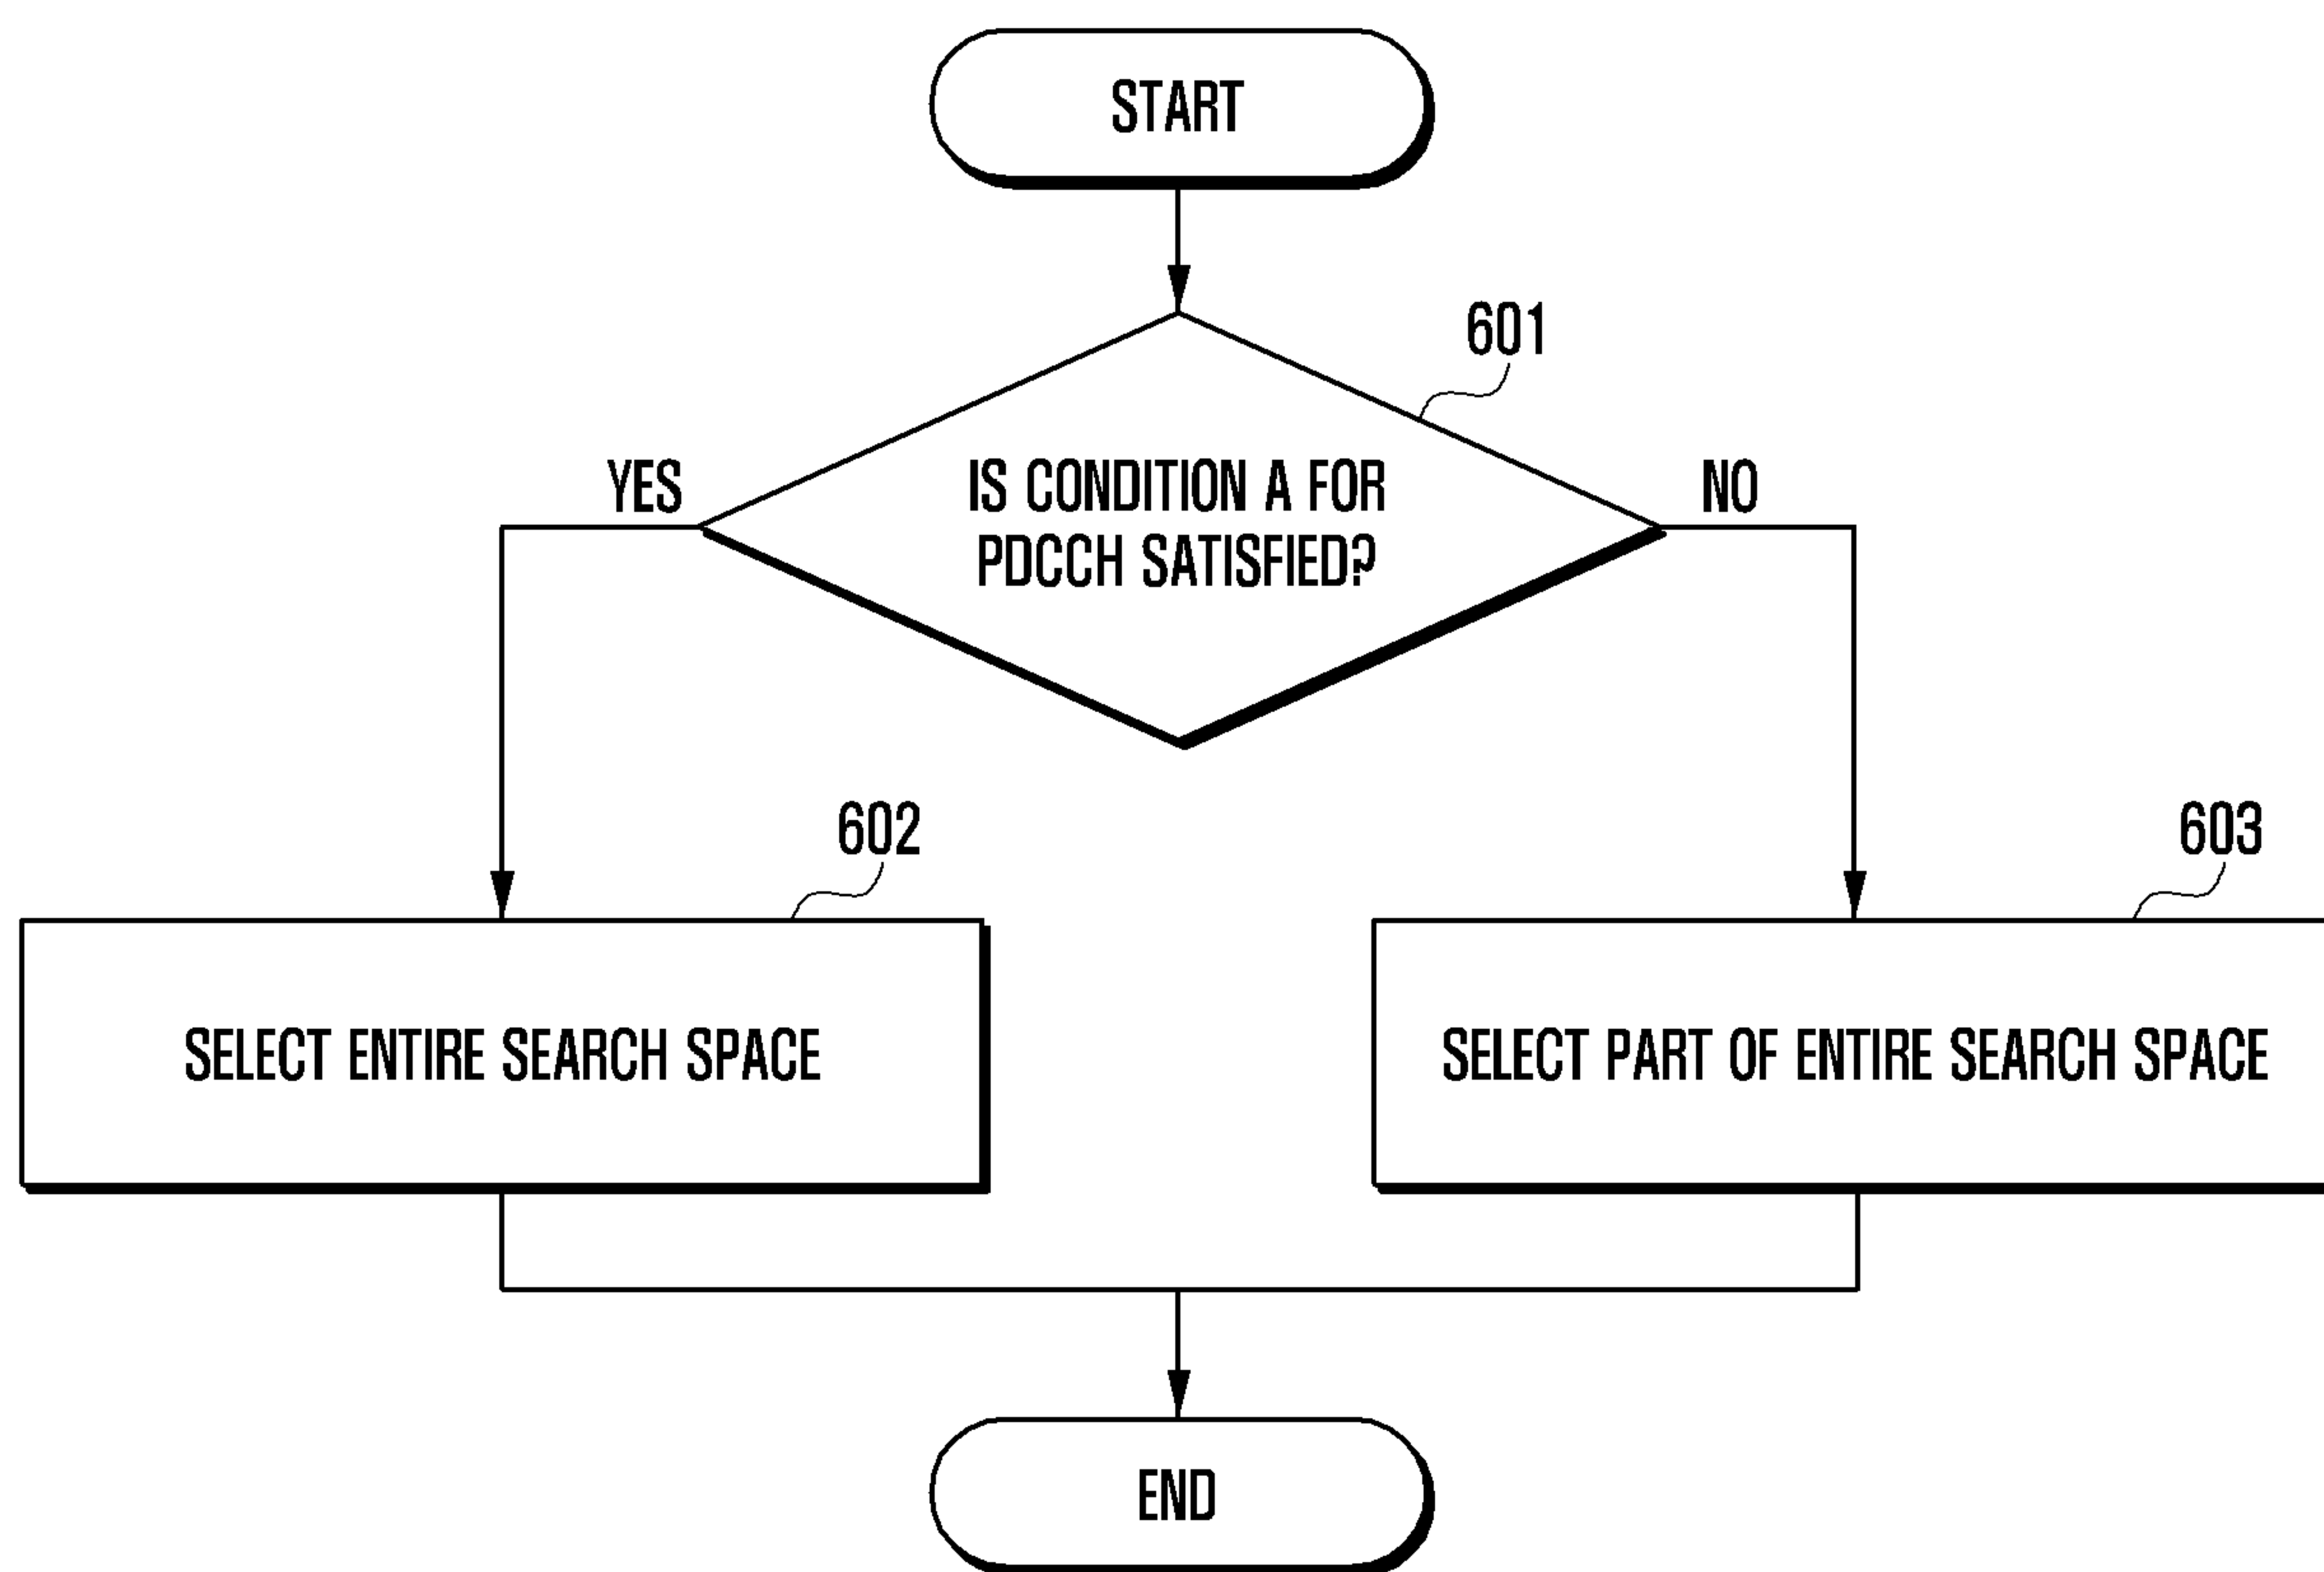 START
601
YES
IS CONDITION A FOR
PDCCH SATISFIED?
NO
602
603
SELECT ENTIRE SEARCH SPACE
SELECT PART OF ENTIRE SEARCH SPACE
END